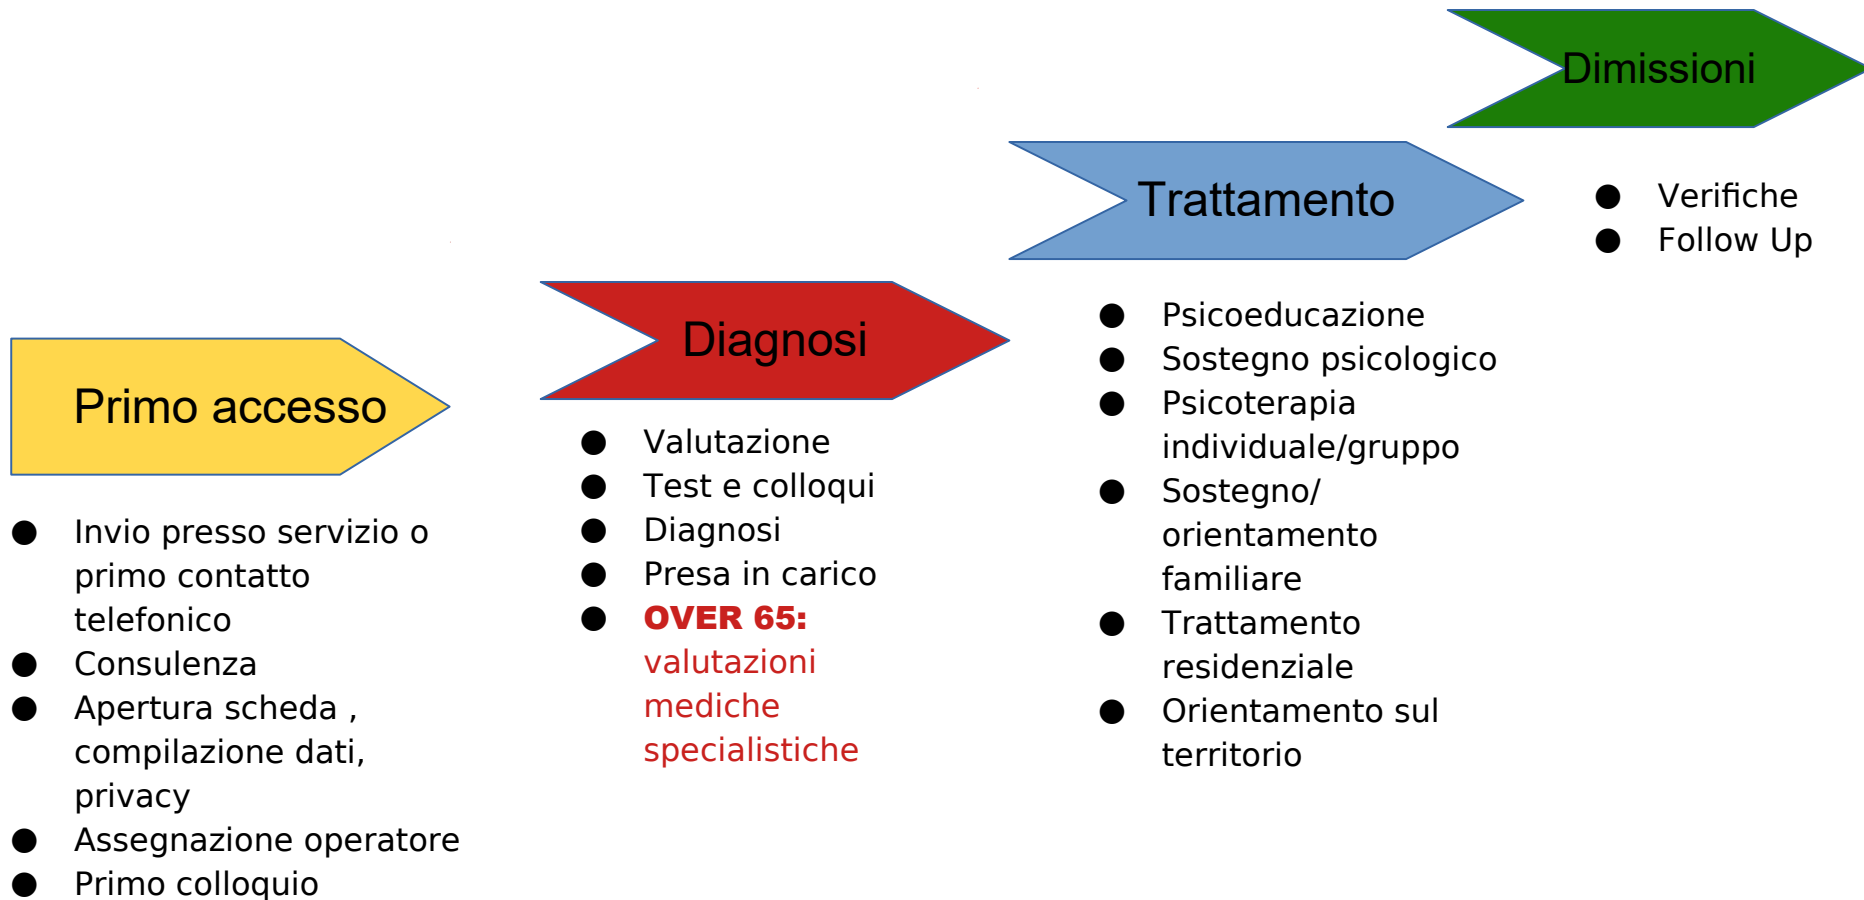 Primo accesso
● Invio presso servizio o
primo contatto
telefonico
● Consulenza
● Apertura scheda ,
compilazione dati,
privacy
● Assegnazione operatore
● Primo colloquio
Diagnosi
● Valutazione
● Test e colloqui
● Diagnosi
● Presa in carico
● OVER 65:
valutazioni
mediche
specialistiche
Trattamento
● Psicoeducazione
● Sostegno psicologico
● Psicoterapia
individuale/gruppo
● Sostegno/
orientamento
familiare
● Trattamento
residenziale
● Orientamento sul
territorio
Dimissioni
● Verifiche
● Follow Up